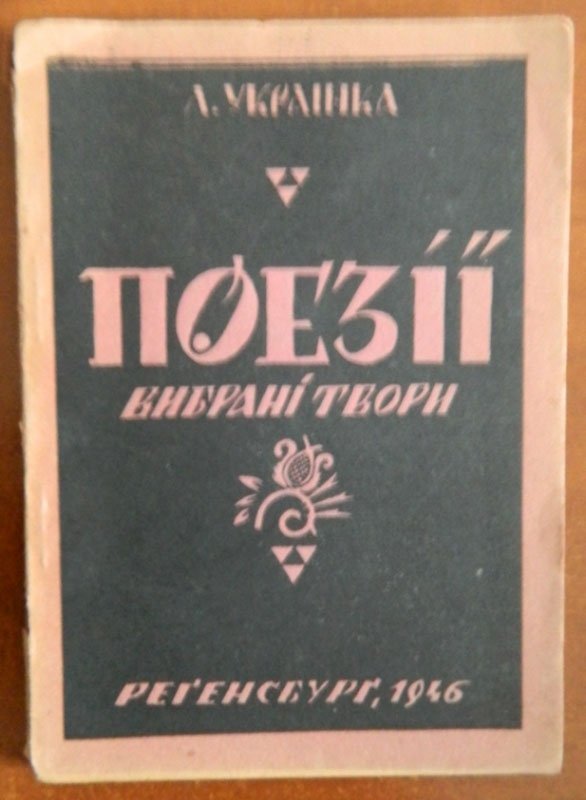 Л. УКРАЇНКА
ПОЕЗІЇ
ВИБРАНІ ТВОРИ
РЕҐЕНСБУРҐ, 1946